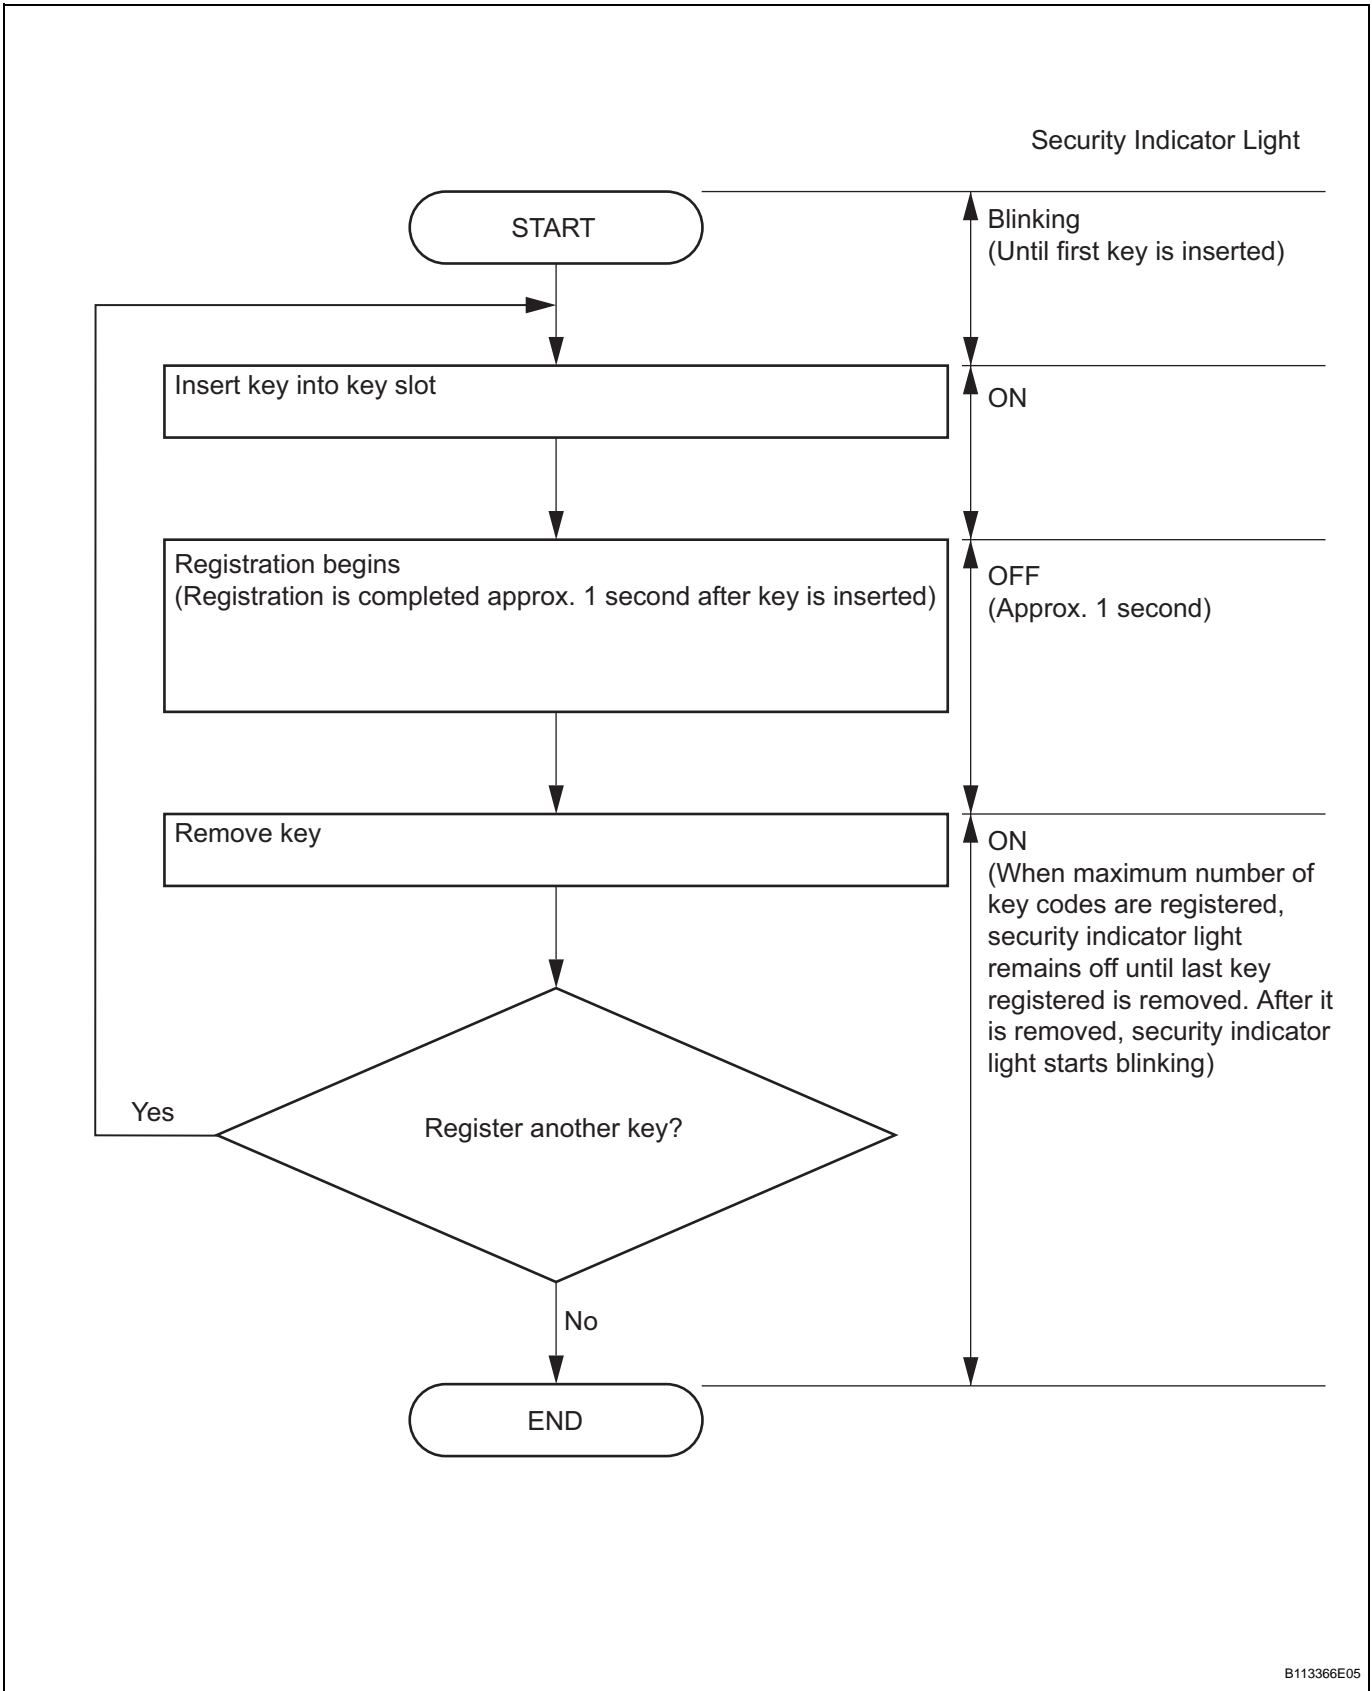 Security Indicator Light
START
Blinking
(Until first key is inserted)
Insert key into key slot
ON
Registration begins
(Registration is completed approx. 1 second after key is inserted)
OFF
(Approx. 1 second)
Remove key
ON
(When maximum number of
key codes are registered,
security indicator light
remains off until last key
registered is removed. After it
is removed, security indicator
light starts blinking)
Yes
Register another key?
No
END
B113366E05